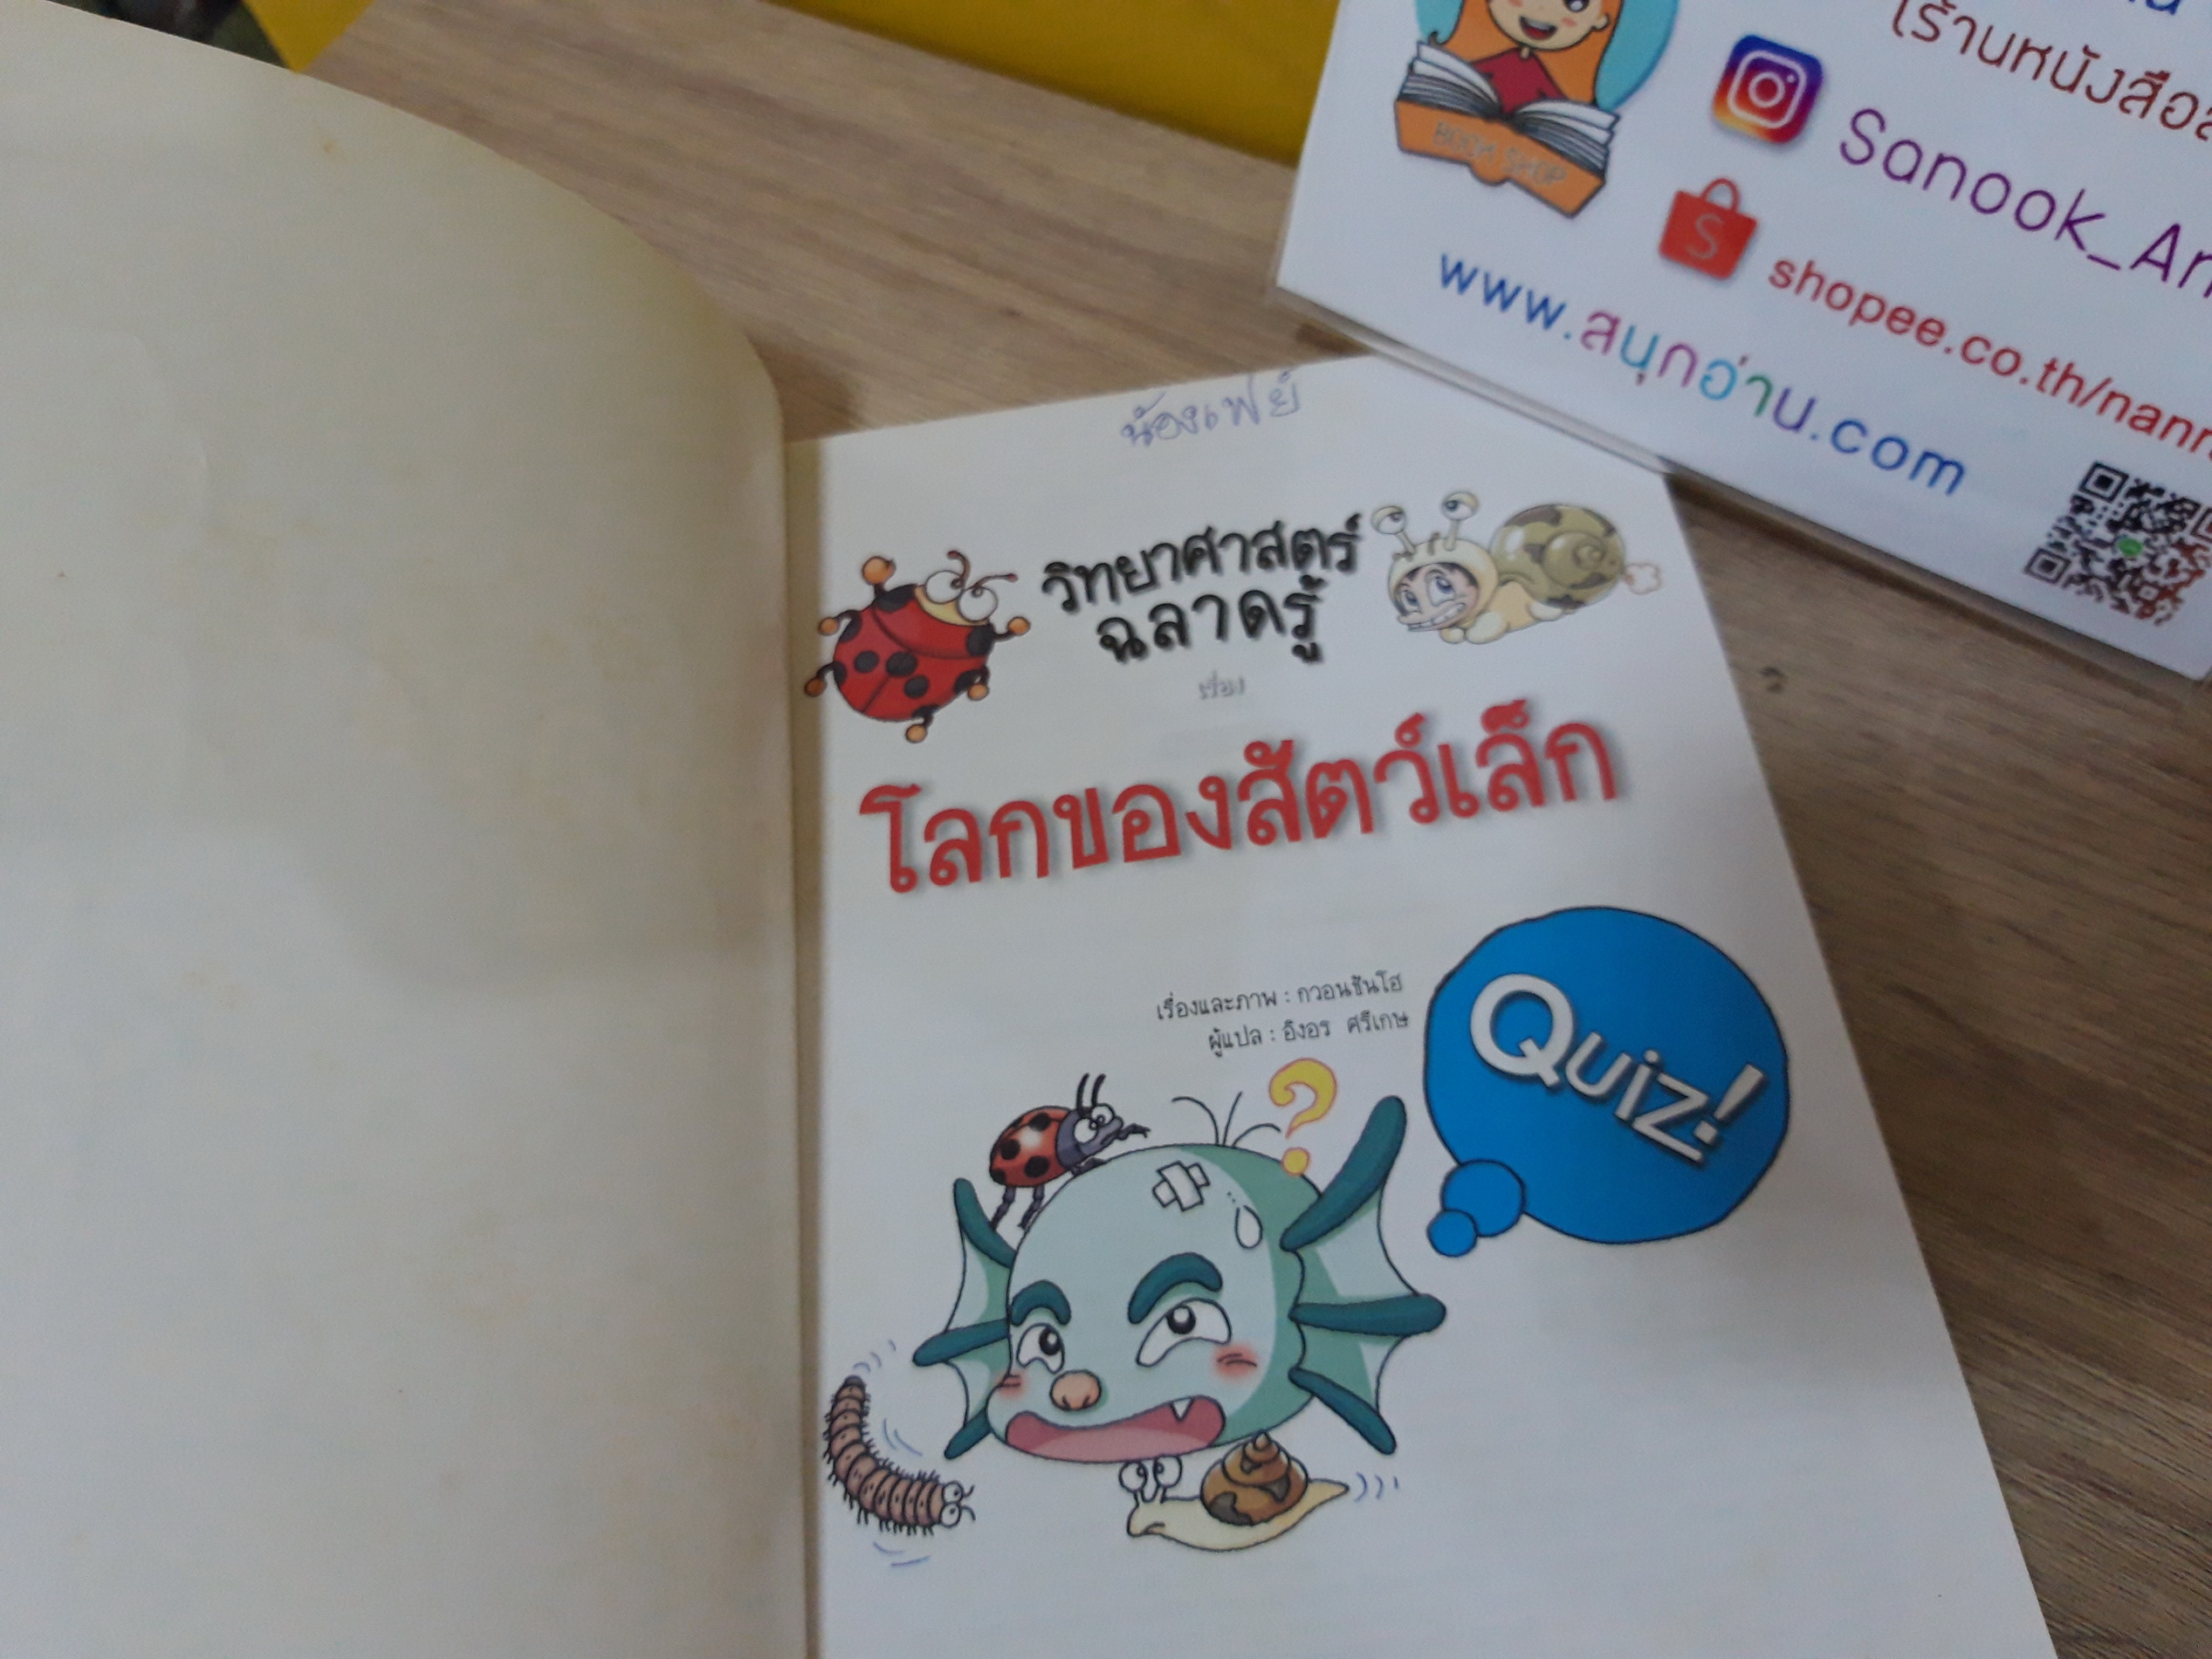 (ร้านหนังสือ
BOOK SHOP
Sanook_
shopee.co.th/
www.สนุกอ่าน.com
น้องเฟย์
วิทยาศาสตร์
ฉลาดรู้
เรื่อง
โลกของสัตว์เล็ก
เรื่องและภาพ : กวอนชันโฮ
ผู้แปล : อิงอร ศรีเกษ
Quiz!
?